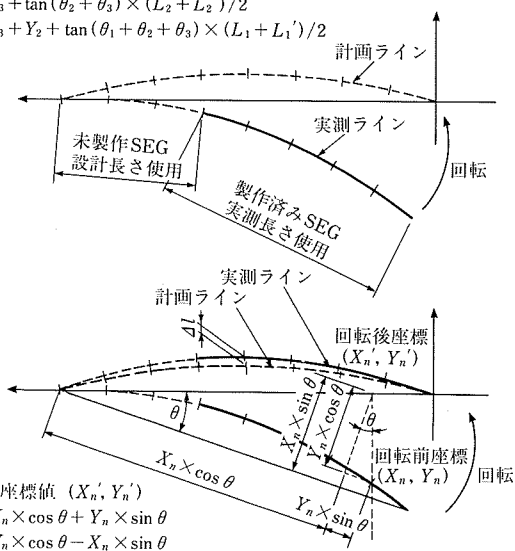 ₃+tan(θ₂+θ₃)×(L₂+L₂′)/2
₃+Y₂+tan(θ₁+θ₂+θ₃)×(L₁+L₁′)/2
計画ライン
実測ライン
回転
未製作SEG
設計長さ使用
製作済みSEG
実測長さ使用
実測ライン
計画ライン
Δl
回転後座標
(Xn′, Yn′)
θ
θ
Xn×sin θ
Yn×cos θ
Xn×cos θ
Yn×sin θ
回転前座標
(Xn, Yn)
回転
座標値 (Xn′, Yn′)
n×cos θ+Yn×sin θ
n×cos θ−Xn×sin θ